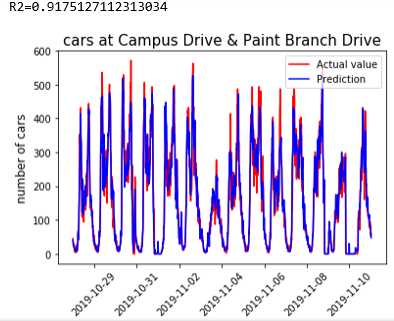 R2=0.9175127112313034
cars at Campus Drive & Paint Branch Drive
Actual value
Prediction
number of cars
600
500
400
300
200
100
0
2019-10-29
2019-10-31
2019-11-02
2019-11-04
2019-11-06
2019-11-08
2019-11-10